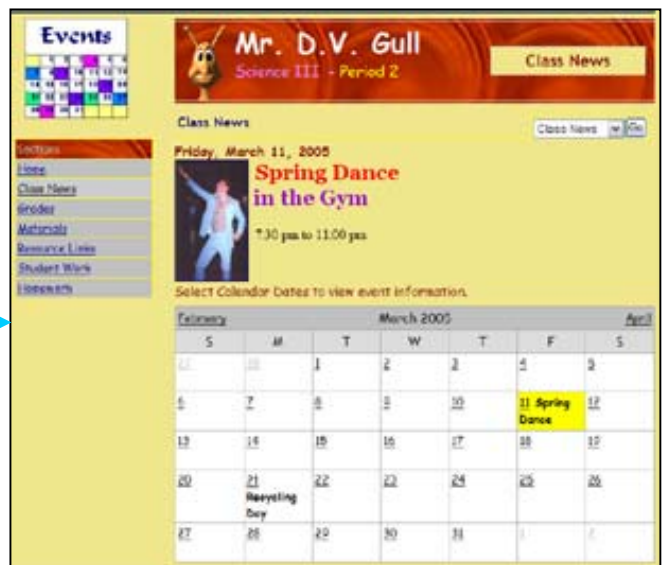 Events
Mr. D.V. Gull
Science III - Period 2
Class News
Class News
Class News
Go
Sections
Home
Class News
Grades
Materials
Resource Links
Student Work
Homework
Friday, March 11, 2005
Spring Dance
in the Gym
7:30 pm to 11:00 pm
Select Calendar Dates to view event information.
February March 2005 April
S M T W T F S
27 28 1 2 3 4 5
6 7 8 9 10 11 Spring Dance 12
13 14 15 16 17 18 19
20 21 Recycling Day 22 23 24 25 26
27 28 29 30 31 1 2